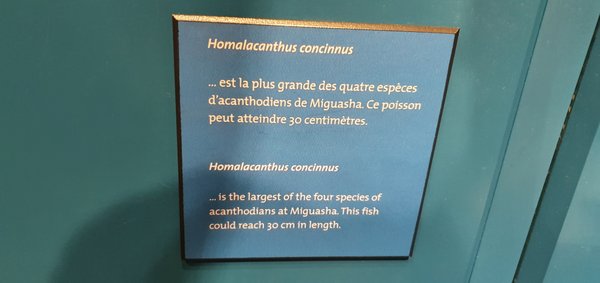 Homalacanthus concinnus
... est la plus grande des quatre espèces
d'acanthodiens de Miguasha. Ce poisson
peut atteindre 30 centimètres.
Homalacanthus concinnus
... is the largest of the four species of
acanthodians at Miguasha. This fish
could reach 30 cm in length.